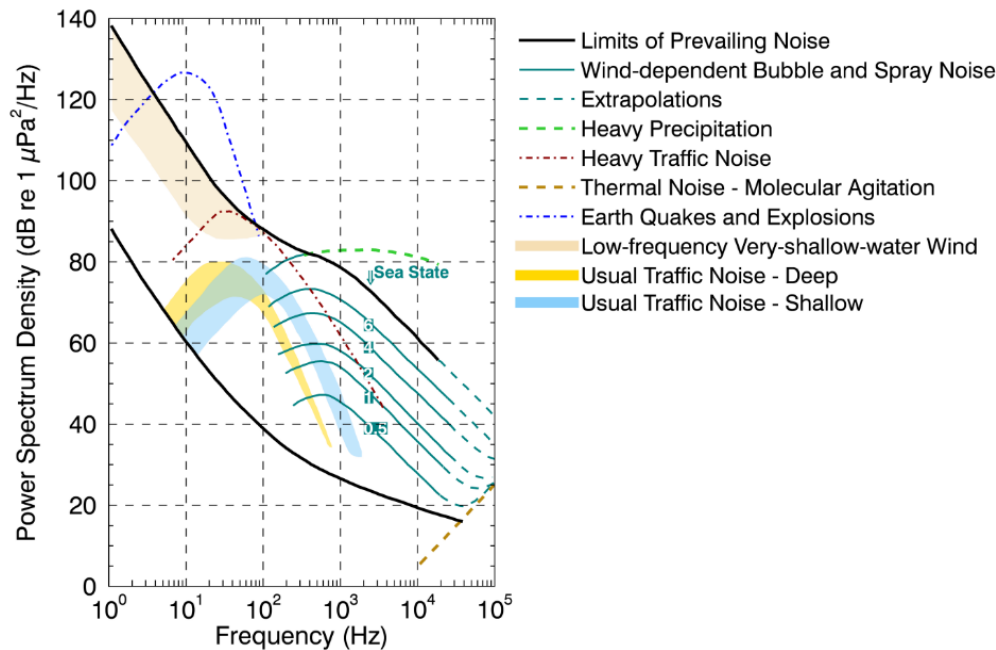 Power Spectrum Density (dB re 1 µPa²/Hz)
140
120
100
80
60
40
20
0
10⁰
10¹
10²
10³
10⁴
10⁵
Frequency (Hz)
⇓Sea State
6
4
2
1
0.5
Limits of Prevailing Noise
Wind-dependent Bubble and Spray Noise
Extrapolations
Heavy Precipitation
Heavy Traffic Noise
Thermal Noise - Molecular Agitation
Earth Quakes and Explosions
Low-frequency Very-shallow-water Wind
Usual Traffic Noise - Deep
Usual Traffic Noise - Shallow